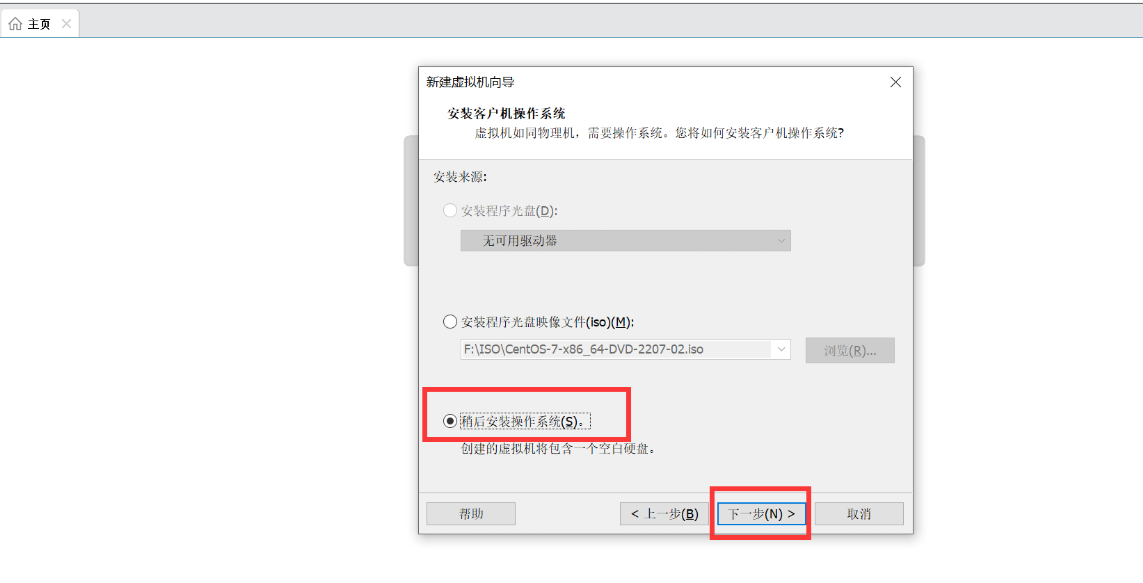 主页
新建虚拟机向导
安装客户机操作系统
虚拟机如同物理机，需要操作系统。您将如何安装客户机操作系统?
安装来源:
安装程序光盘(D):
无可用驱动器
安装程序光盘映像文件(iso)(M):
F:\ISO\CentOS-7-x86_64-DVD-2207-02.iso
浏览(R)...
稍后安装操作系统(S)。
创建的虚拟机将包含一个空白硬盘。
帮助
< 上一步(B)
下一步(N) >
取消